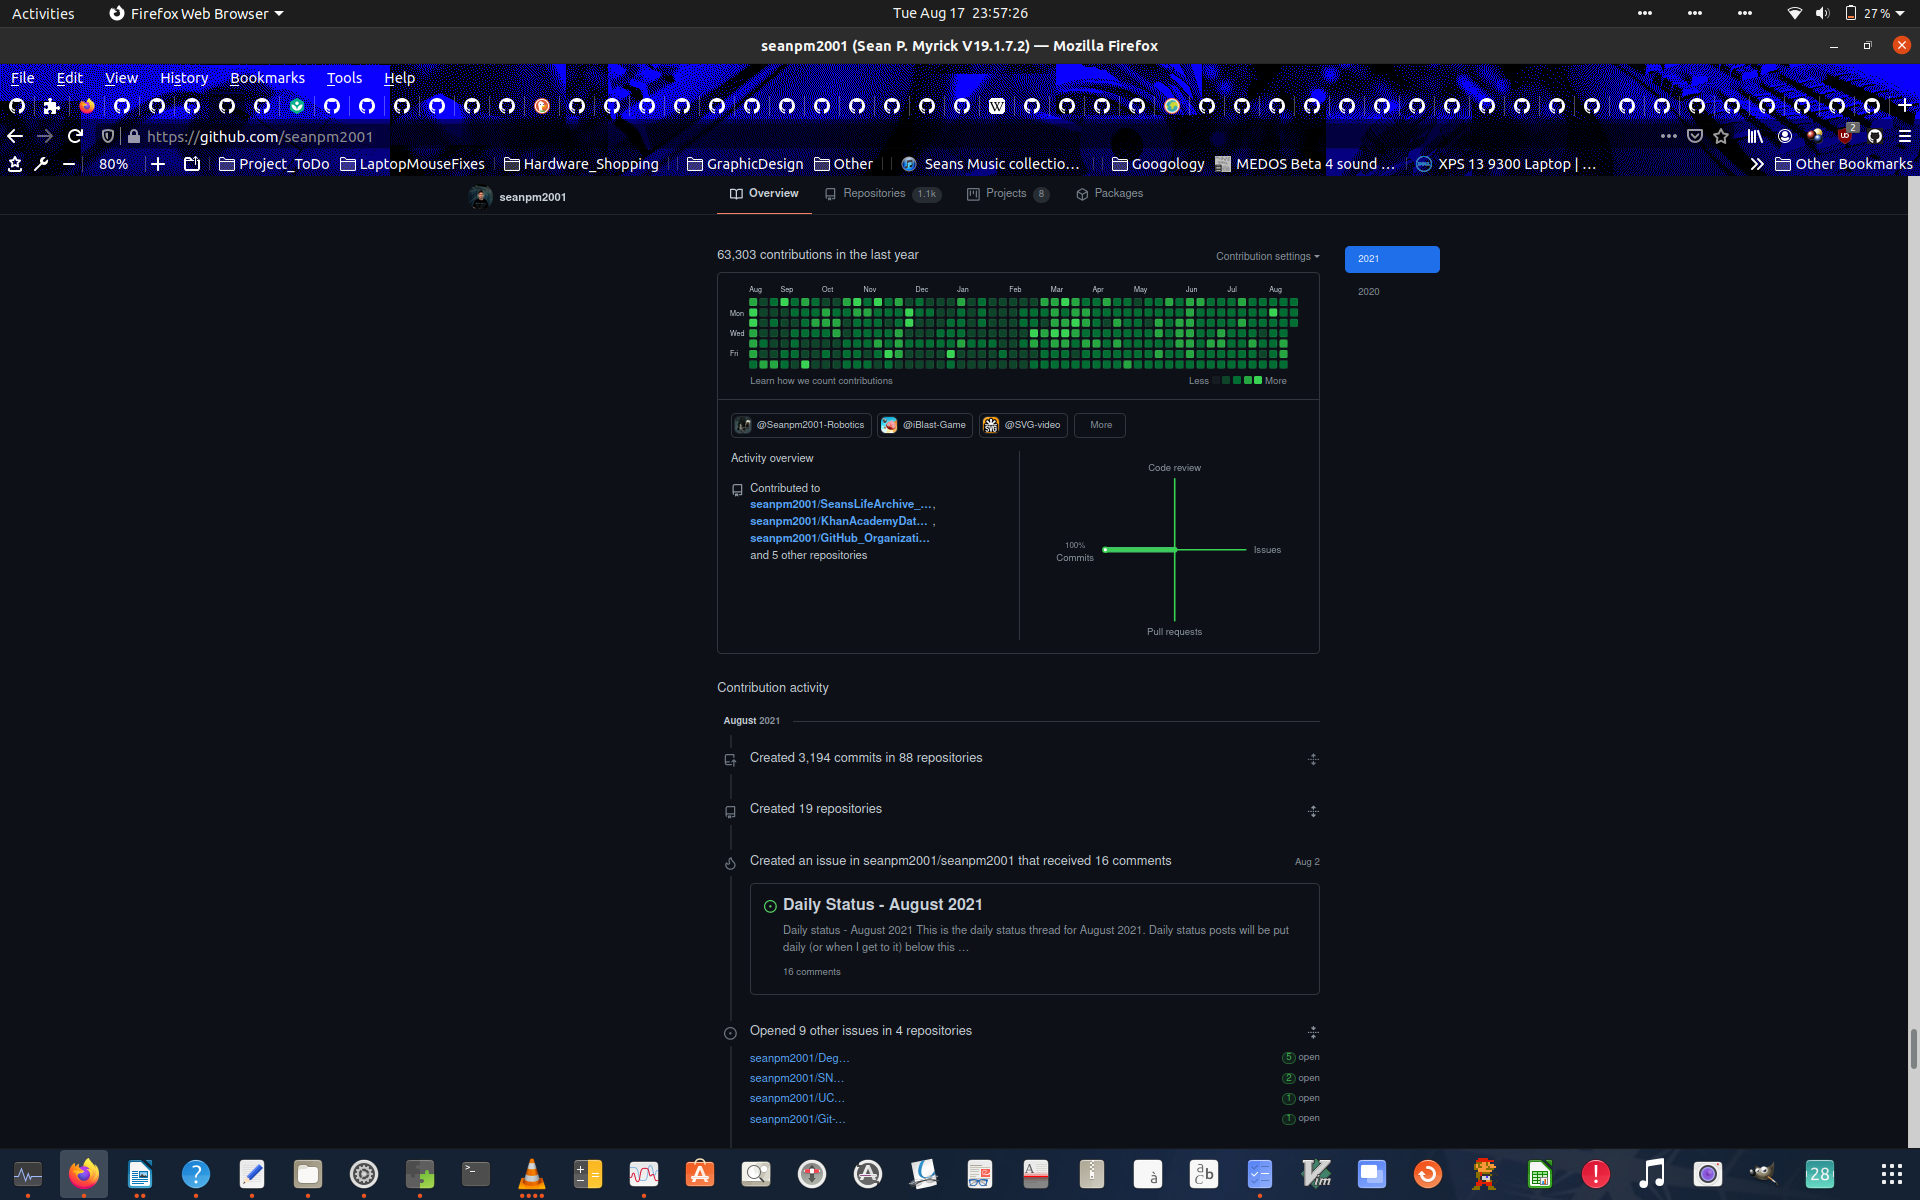 Activities
Firefox Web Browser
Tue Aug 17 23:57:26
27 %
seanpm2001 (Sean P. Myrick V19.1.7.2) — Mozilla Firefox
File Edit View History Bookmarks Tools Help
https://github.com/seanpm2001
2
80%
Project_ToDo
LaptopMouseFixes
Hardware_Shopping
GraphicDesign
Other
Seans Music collectio…
Googology
MEDOS Beta 4 sound …
XPS 13 9300 Laptop | …
Other Bookmarks
seanpm2001
Overview
Repositories 1.1k
Projects 8
Packages
63,303 contributions in the last year
Contribution settings
2021
2020
Aug Sep Oct Nov Dec Jan Feb Mar Apr May Jun Jul Aug
Mon
Wed
Fri
Learn how we count contributions
Less More
@Seanpm2001-Robotics
@iBlast-Game
@SVG-video
More
Activity overview
Contributed to
seanpm2001/SeansLifeArchive_…,
seanpm2001/KhanAcademyDat… ,
seanpm2001/GitHub_Organizati…
and 5 other repositories
Code review
100%
Commits
Issues
Pull requests
Contribution activity
August 2021
Created 3,194 commits in 88 repositories
Created 19 repositories
Created an issue in seanpm2001/seanpm2001 that received 16 comments
Aug 2
Daily Status - August 2021
Daily status - August 2021 This is the daily status thread for August 2021. Daily status posts will be put
daily (or when I get to it) below this …
16 comments
Opened 9 other issues in 4 repositories
seanpm2001/Deg…
5 open
seanpm2001/SN…
2 open
seanpm2001/UC…
1 open
seanpm2001/Git-…
1 open
28